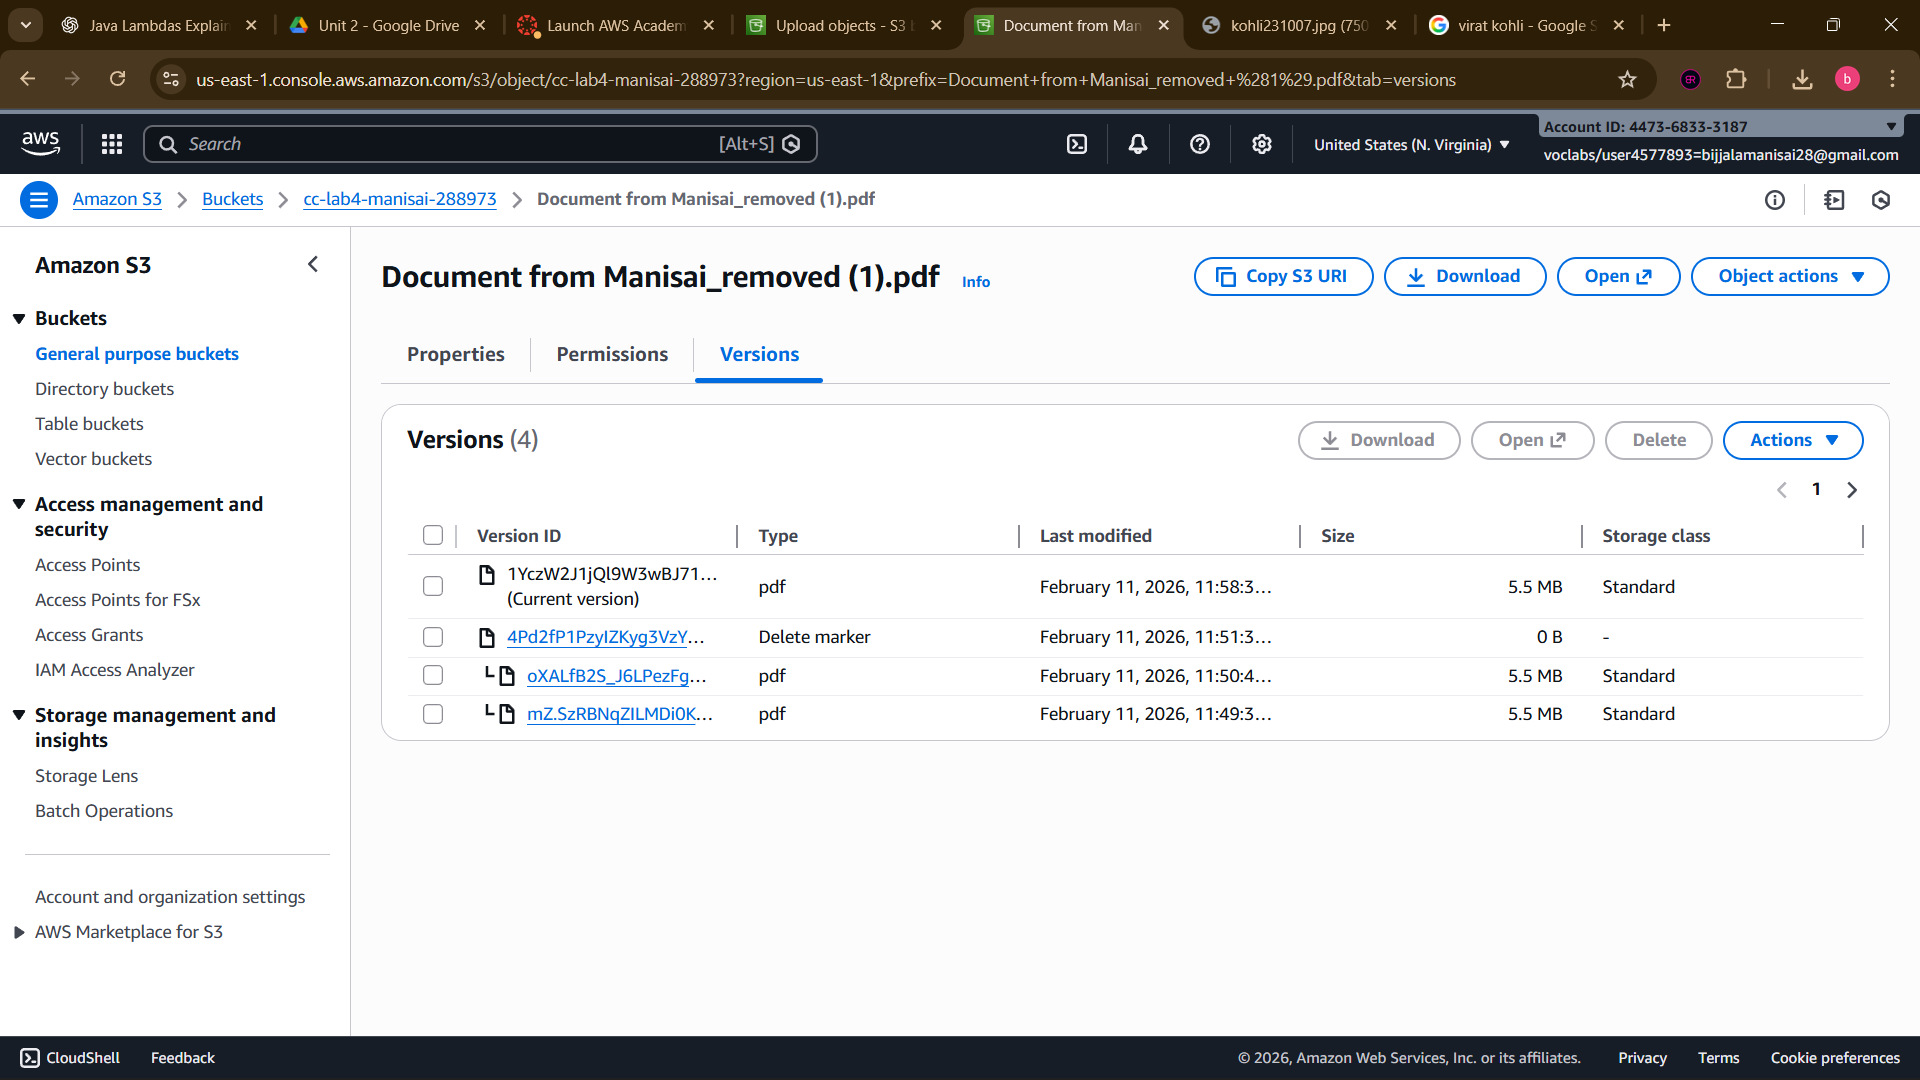 Java Lambdas Explain
Unit 2 - Google Drive
Launch AWS Academ
Upload objects - S3 b
Document from Man
kohli231007.jpg (750
virat kohli - Google S
us-east-1.console.aws.amazon.com/s3/object/cc-lab4-manisai-288973?region=us-east-1&prefix=Document+from+Manisai_removed+%281%29.pdf&tab=versions
b
aws
Search
[Alt+S]
United States (N. Virginia)
Account ID: 4473-6833-3187
voclabs/user4577893=bijjalamanisai28@gmail.com
Amazon S3
Buckets
cc-lab4-manisai-288973
Document from Manisai_removed (1).pdf
Amazon S3
Buckets
General purpose buckets
Directory buckets
Table buckets
Vector buckets
Access management and
security
Access Points
Access Points for FSx
Access Grants
IAM Access Analyzer
Storage management and
insights
Storage Lens
Batch Operations
Account and organization settings
AWS Marketplace for S3
Document from Manisai_removed (1).pdf
Info
Copy S3 URI
Download
Open
Object actions
Properties
Permissions
Versions
Versions (4)
Download
Open
Delete
Actions
1
Version ID
Type
Last modified
Size
Storage class
1YczW2J1jQl9W3wBJ71...
(Current version)
pdf
February 11, 2026, 11:58:3...
5.5 MB
Standard
4Pd2fP1PzyIZKyg3VzY...
Delete marker
February 11, 2026, 11:51:3...
0 B
-
oXALfB2S_J6LPezFg...
pdf
February 11, 2026, 11:50:4...
5.5 MB
Standard
mZ.SzRBNqZILMDi0K...
pdf
February 11, 2026, 11:49:3...
5.5 MB
Standard
CloudShell
Feedback
© 2026, Amazon Web Services, Inc. or its affiliates.
Privacy
Terms
Cookie preferences